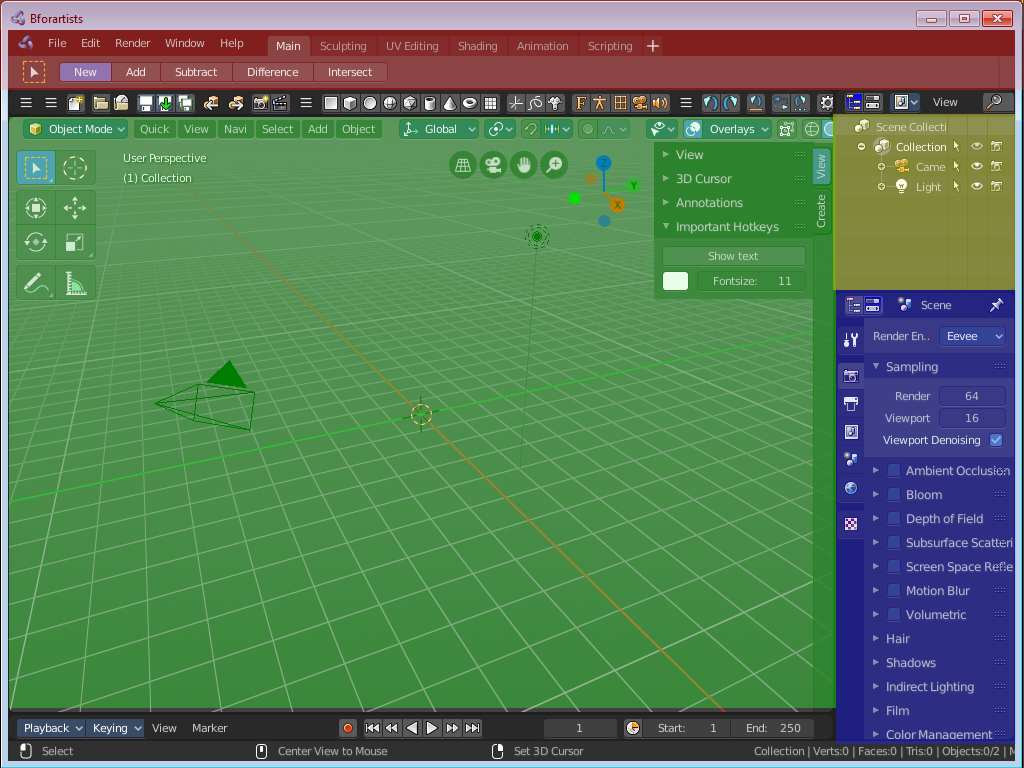 Bforartists
File Edit Render Window Help Main Sculpting UV Editing Shading Animation Scripting +
New Add Subtract Difference Intersect
View
Object Mode Quick View Navi Select Add Object Global Overlays
Scene Collecti
Collection
Came
Light
User Perspective
(1) Collection
Z
Y
X
View
3D Cursor
Annotations
Important Hotkeys
Show text
Fontsize: 11
View
Create
Scene
Render En.. Eevee
Sampling
Render 64
Viewport 16
Viewport Denoising
Ambient Occlusion
Bloom
Depth of Field
Subsurface Scatteri
Screen Space Refle
Motion Blur
Volumetric
Hair
Shadows
Indirect Lighting
Film
Color Management
Playback Keying View Marker 1 Start: 1 End: 250
Select Center View to Mouse Set 3D Cursor Collection | Verts:0 | Faces:0 | Tris:0 | Objects:0/2 | M